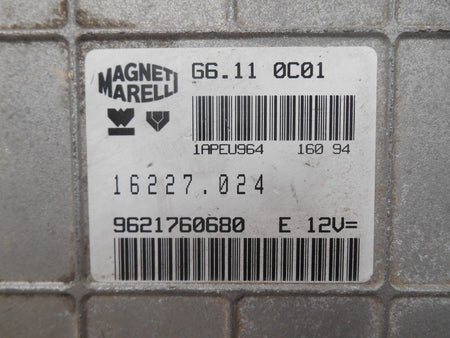 MAGNETI
MARELLI
G6.11 0C01
1APEU964 160 94
16227.024
9621760680 E 12V=